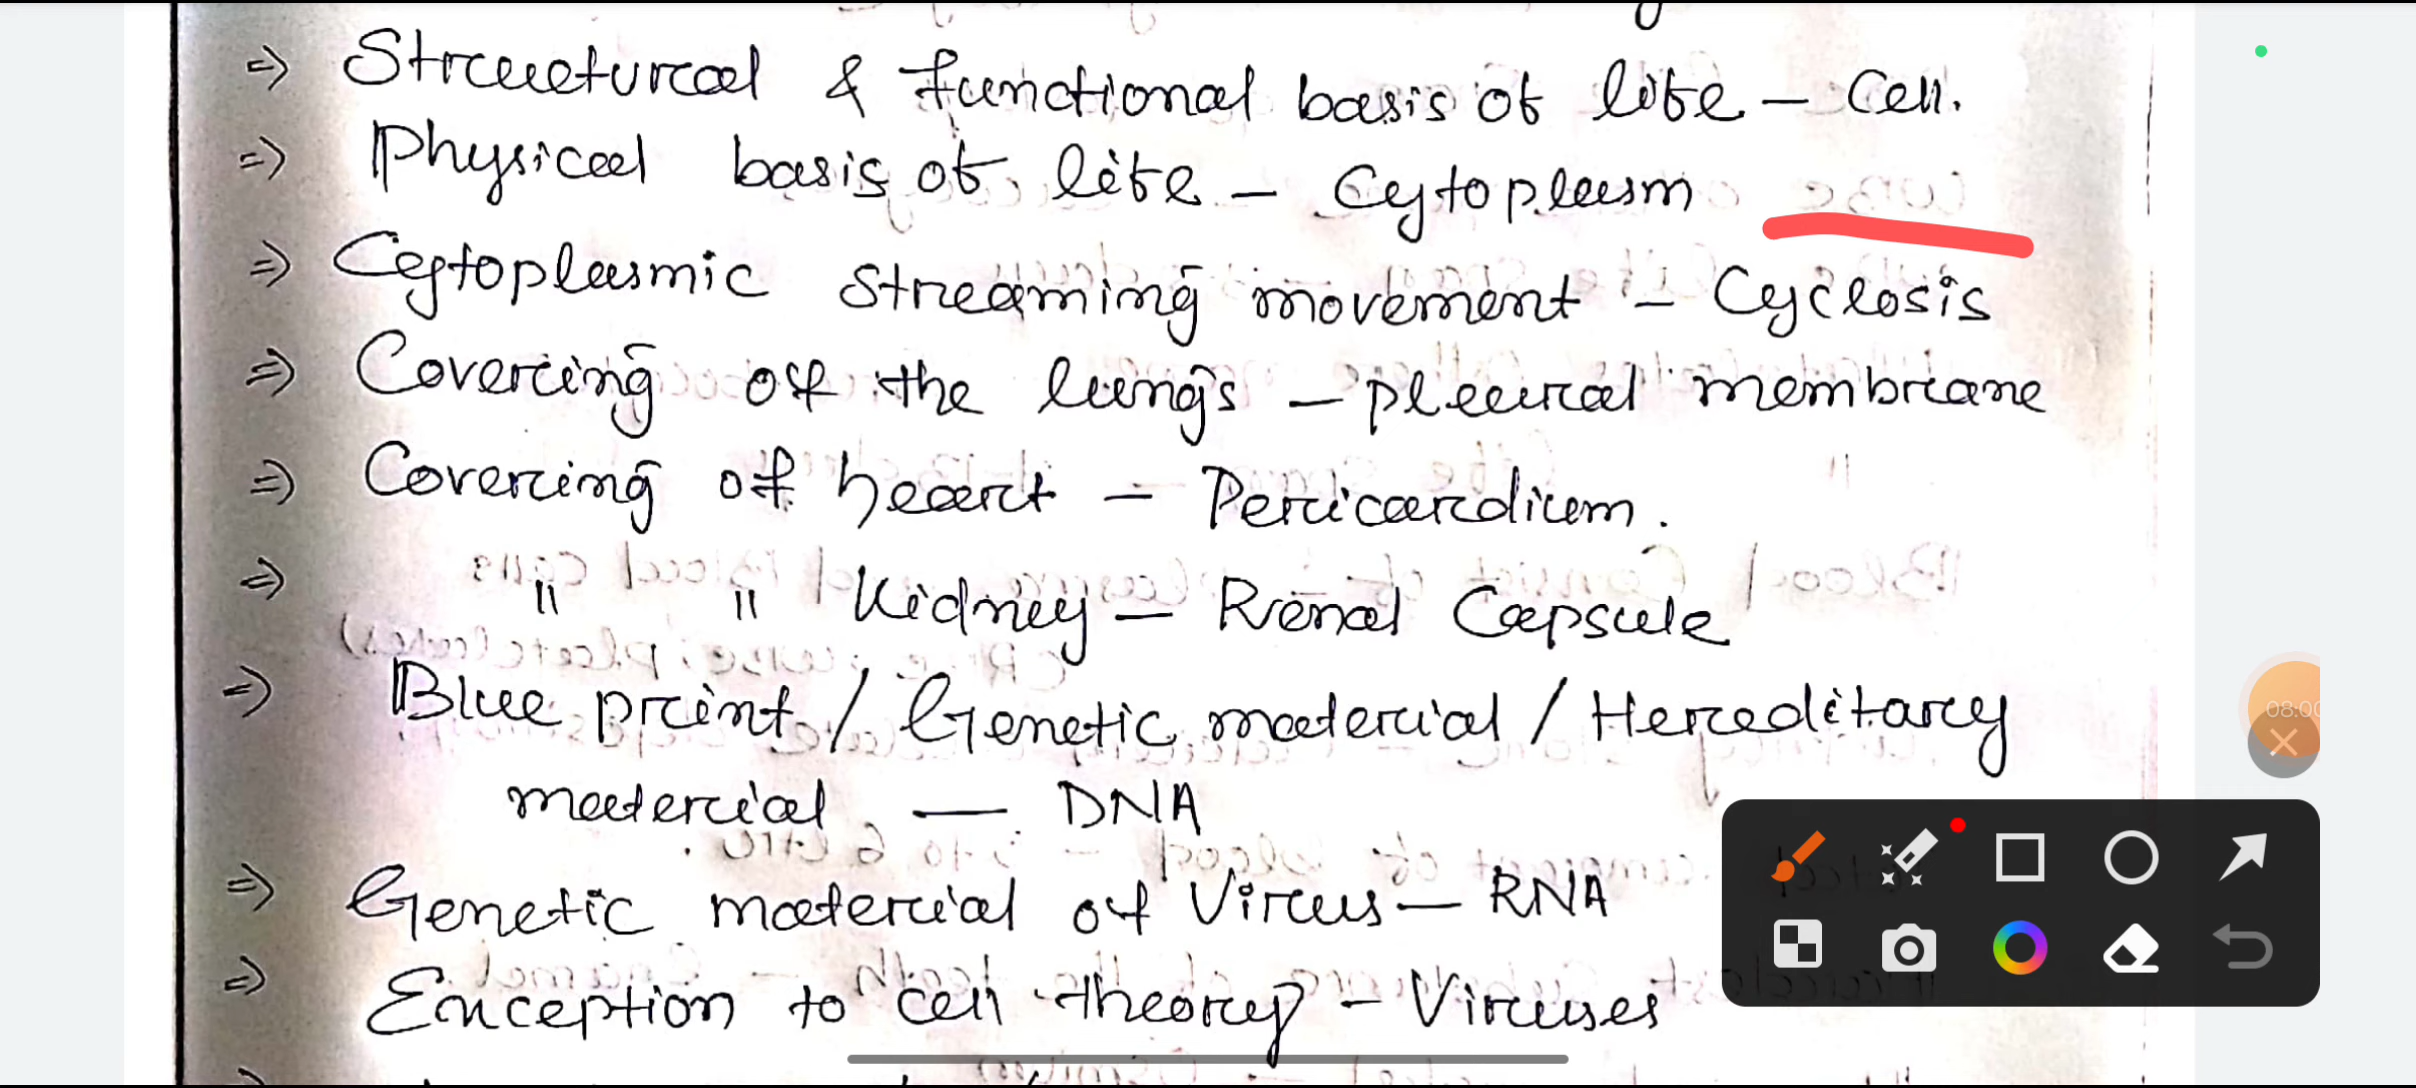 ⇒ Structural & functional basis of life – Cell.
⇒ Physical basis of life – Cytoplasm
⇒ Cytoplasmic Streaming movement – Cyclosis
⇒ Covering of the lungs – pleural membrane
⇒ Covering of heart – Pericardium.
⇒ " " Kidney – Renal Capsule
⇒ Blue print / Genetic material / Hereditary
material — DNA
⇒ Genetic material of Virus – RNA
⇒ Exception to cell theory – Viruses
08:00